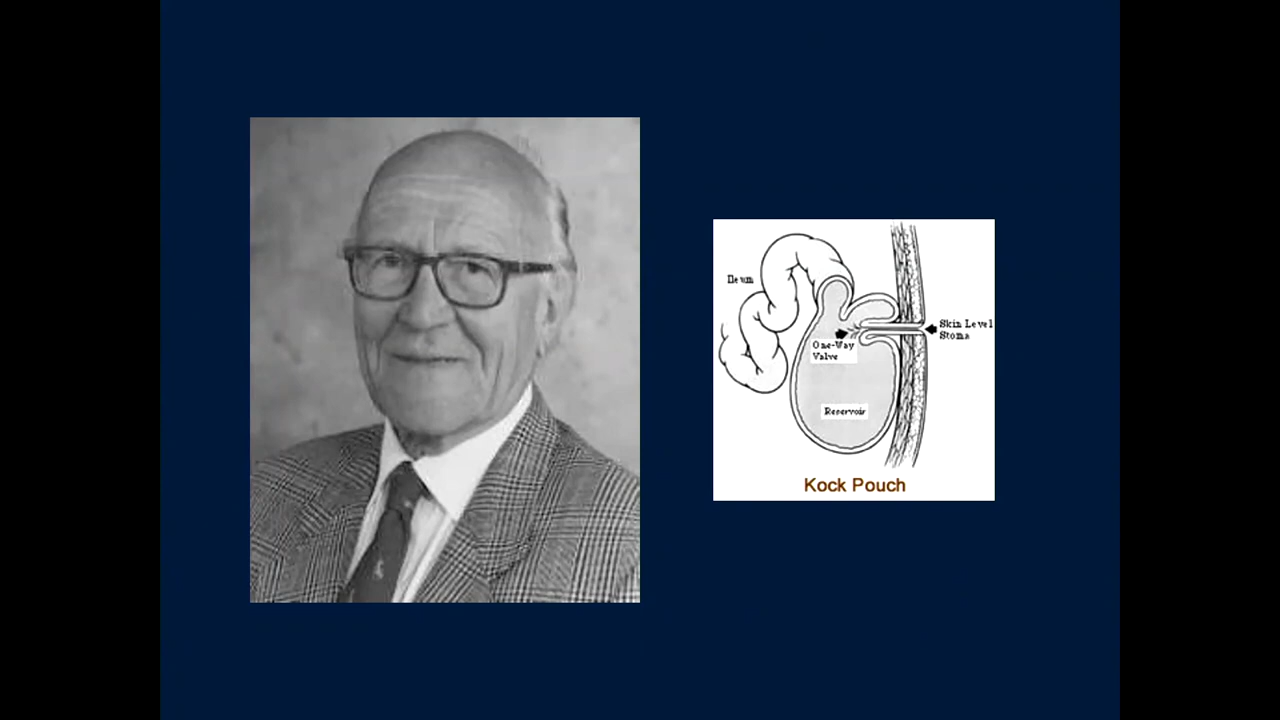 Ileum
Skin Level
Stoma
One-Way
Valve
Reservoir
Kock Pouch